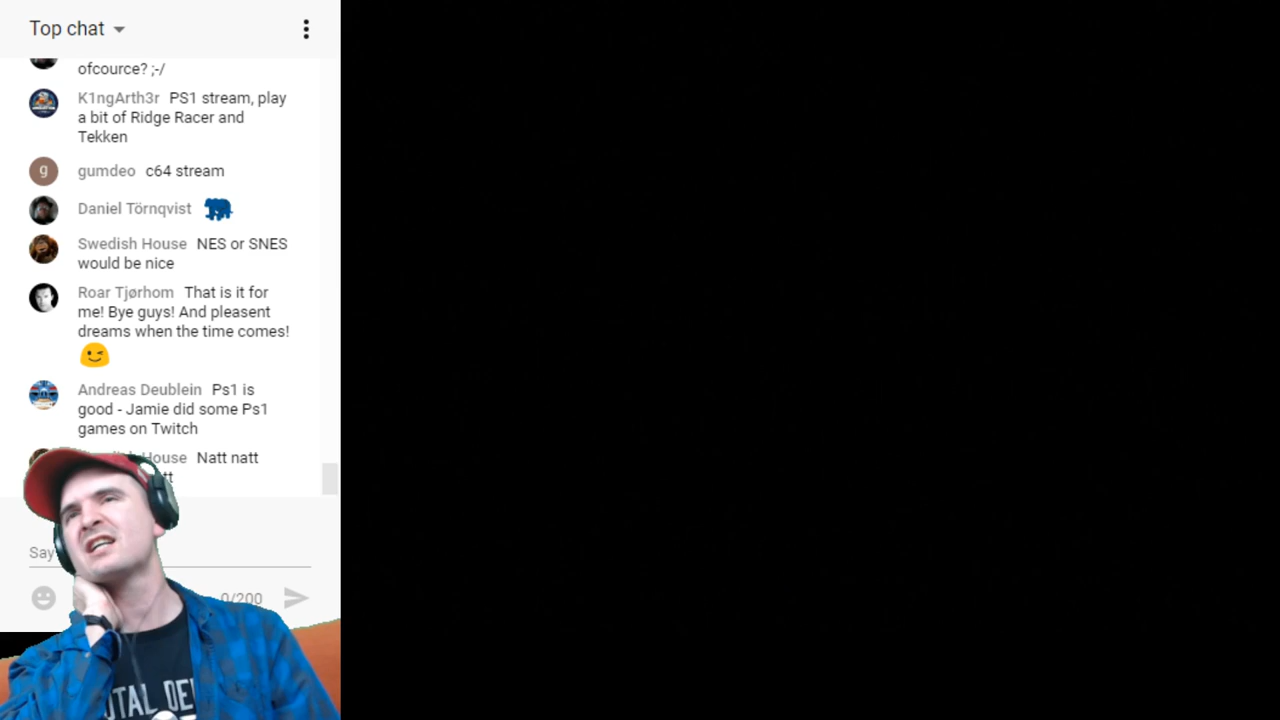 Top chat
ofcource? ;-/
K1ngArth3r PS1 stream, play
a bit of Ridge Racer and
Tekken
g gumdeo c64 stream
Daniel Törnqvist
Swedish House NES or SNES
would be nice
Roar Tjørhom That is it for
me! Bye guys! And pleasent
dreams when the time comes!
Andreas Deublein Ps1 is
good - Jamie did some Ps1
games on Twitch
House Natt natt
Say
0/200